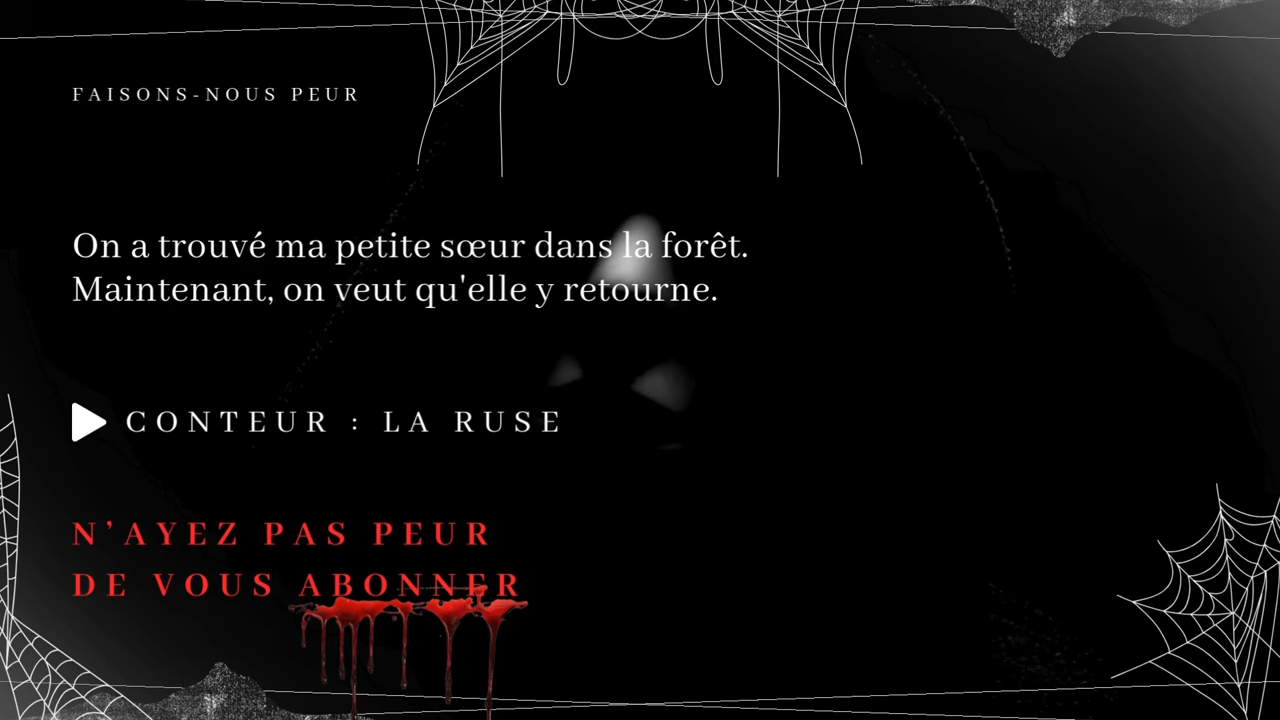 FAISONS-NOUS PEUR
On a trouvé ma petite sœur dans la forêt.
Maintenant, on veut qu'elle y retourne.
CONTEUR : LA RUSE
N’AYEZ PAS PEUR
DE VOUS ABONNER